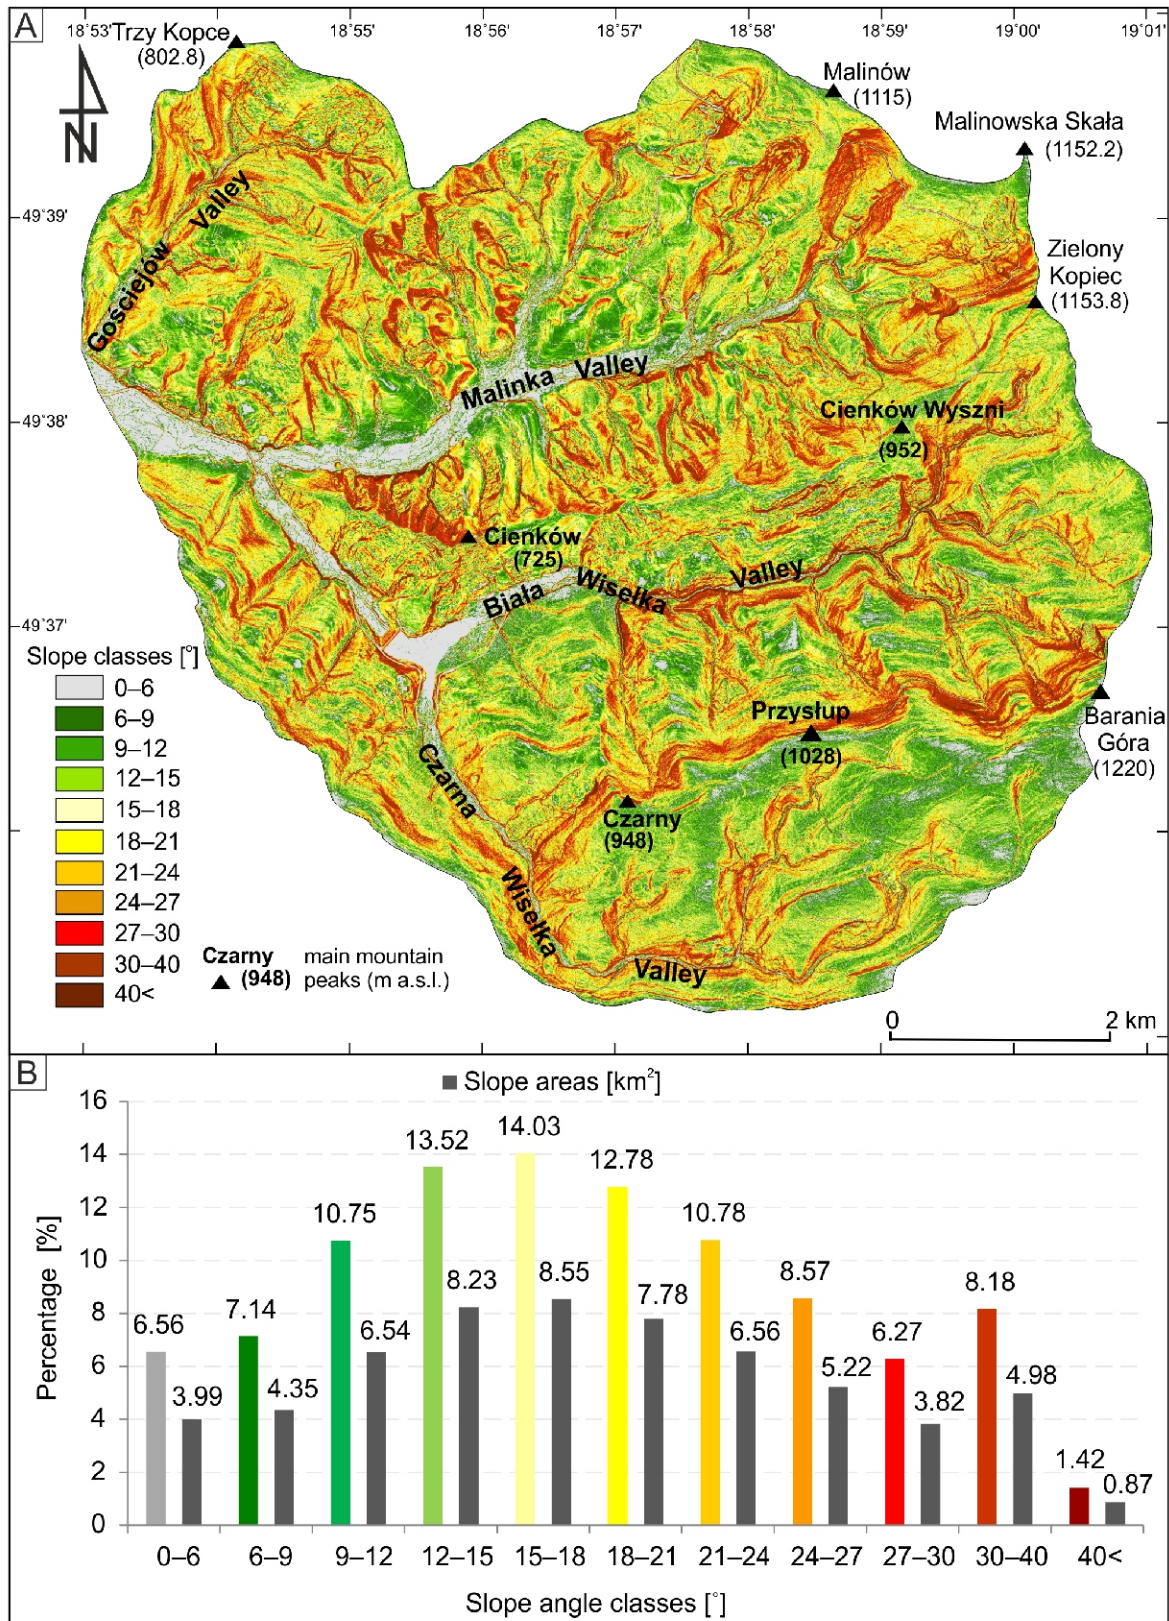 A
18°53'
18°55'
18°56'
18°57'
18°58'
18°59'
19°00'
19°01'
Trzy Kopce
(802.8)
N
Malinów
(1115)
Malinowska Skała
(1152.2)
49°39'
Gościejów Valley
Zielony
Kopiec
(1153.8)
Malinka Valley
49°38'
Cienków Wyszni
(952)
Cienków
(725)
Biała Wisełka Valley
49°37'
Slope classes [°]
0–6
6–9
9–12
12–15
15–18
18–21
21–24
24–27
27–30
30–40
40<
Przysłup
(1028)
Barania
Góra
(1220)
Czarny
(948)
Czarna Wisełka Valley
Czarny
(948)
main mountain
peaks (m a.s.l.)
0 2 km
B
Slope areas [km²]
Percentage [%]
16
14
12
10
8
6
4
2
0
6.56 3.99
7.14 4.35
10.75 6.54
13.52 8.23
14.03 8.55
12.78 7.78
10.78 6.56
8.57 5.22
6.27 3.82
8.18 4.98
1.42 0.87
0–6 6–9 9–12 12–15 15–18 18–21 21–24 24–27 27–30 30–40 40<
Slope angle classes [°]